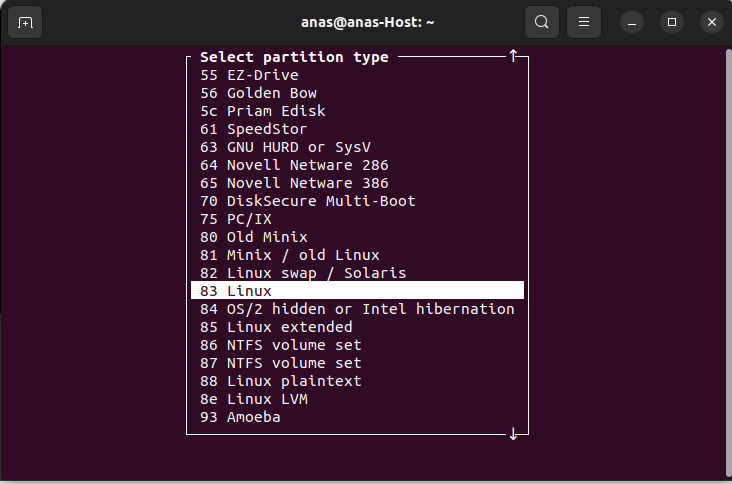 anas@anas-Host: ~
Select partition type
55 EZ-Drive
56 Golden Bow
5c Priam Edisk
61 SpeedStor
63 GNU HURD or SysV
64 Novell Netware 286
65 Novell Netware 386
70 DiskSecure Multi-Boot
75 PC/IX
80 Old Minix
81 Minix / old Linux
82 Linux swap / Solaris
83 Linux
84 OS/2 hidden or Intel hibernation
85 Linux extended
86 NTFS volume set
87 NTFS volume set
88 Linux plaintext
8e Linux LVM
93 Amoeba